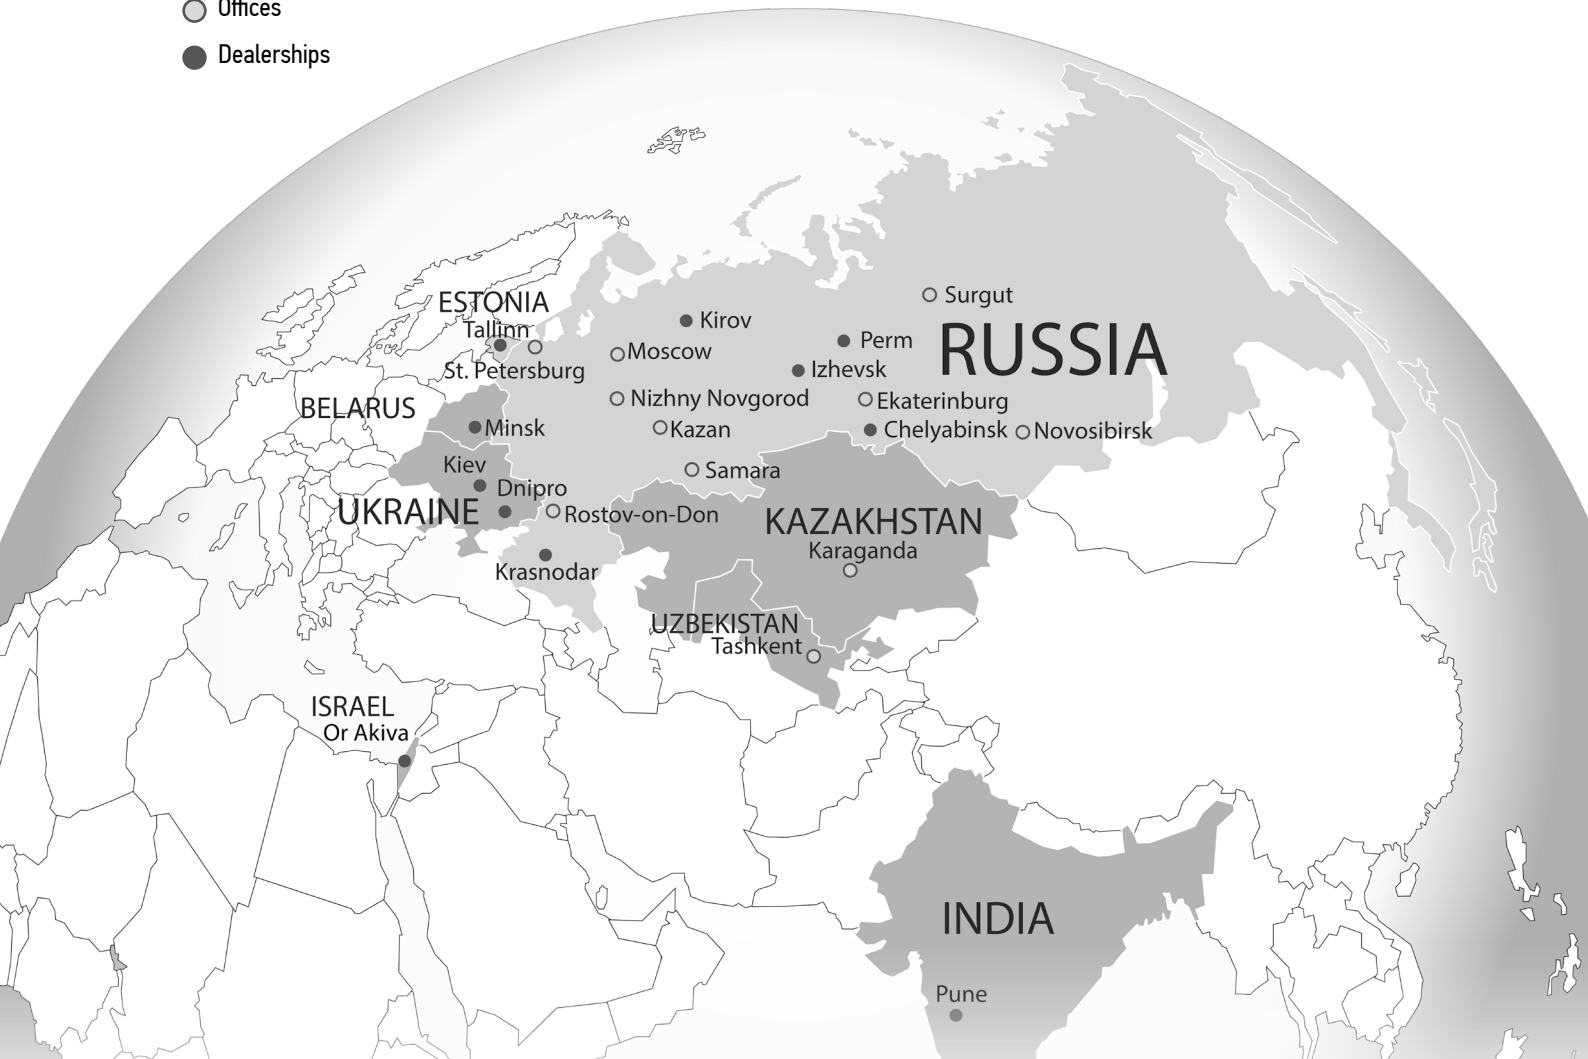 Offices
Dealerships
Surgut
ESTONIA
Kirov
RUSSIA
Tallinn
Perm
Moscow
St. Petersburg
Izhevsk
Nizhny Novgorod
Ekaterinburg
BELARUS
Minsk
Kazan
Chelyabinsk
Novosibirsk
Kiev
Samara
Dnipro
UKRAINE
Rostov-on-Don
KAZAKHSTAN
Karaganda
Krasnodar
UZBEKISTAN
Tashkent
ISRAEL
Or Akiva
INDIA
Pune